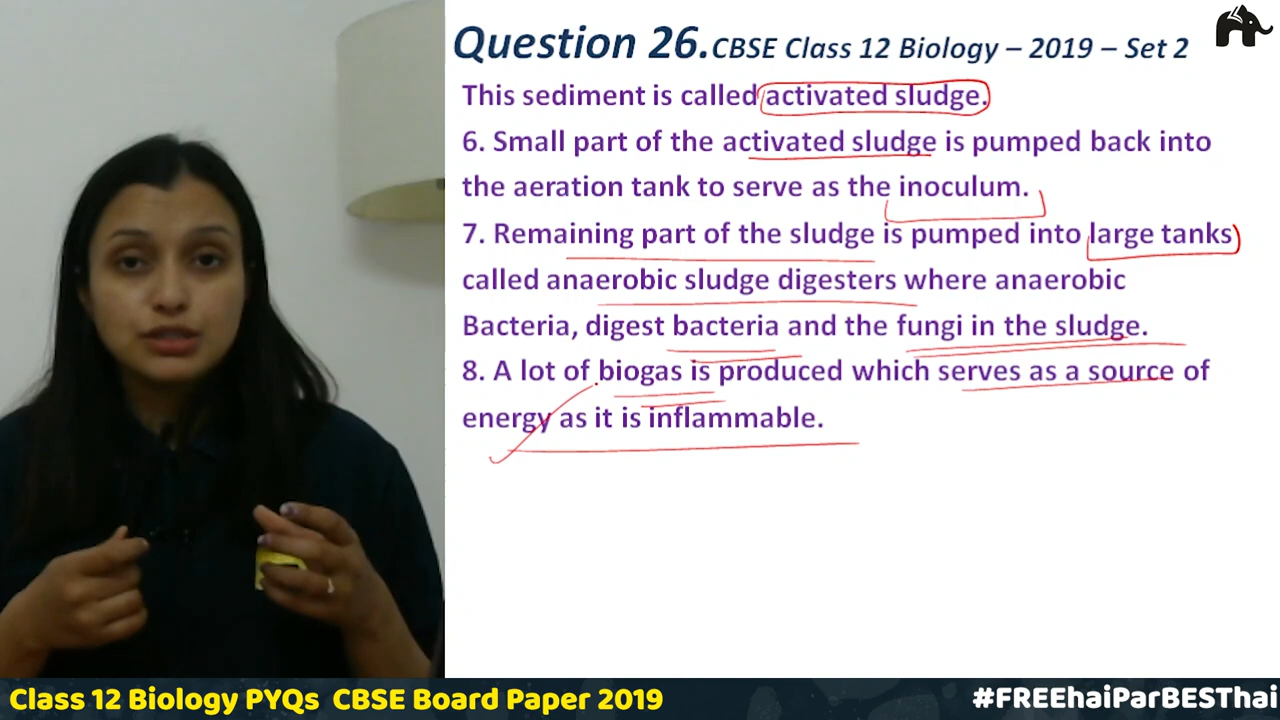 Question 26.CBSE Class 12 Biology – 2019 – Set 2
This sediment is called activated sludge.
6. Small part of the activated sludge is pumped back into
the aeration tank to serve as the inoculum.
7. Remaining part of the sludge is pumped into large tanks
called anaerobic sludge digesters where anaerobic
Bacteria, digest bacteria and the fungi in the sludge.
8. A lot of biogas is produced which serves as a source of
energy as it is inflammable.
Class 12 Biology PYQs CBSE Board Paper 2019
#FREEhaiParBESThai